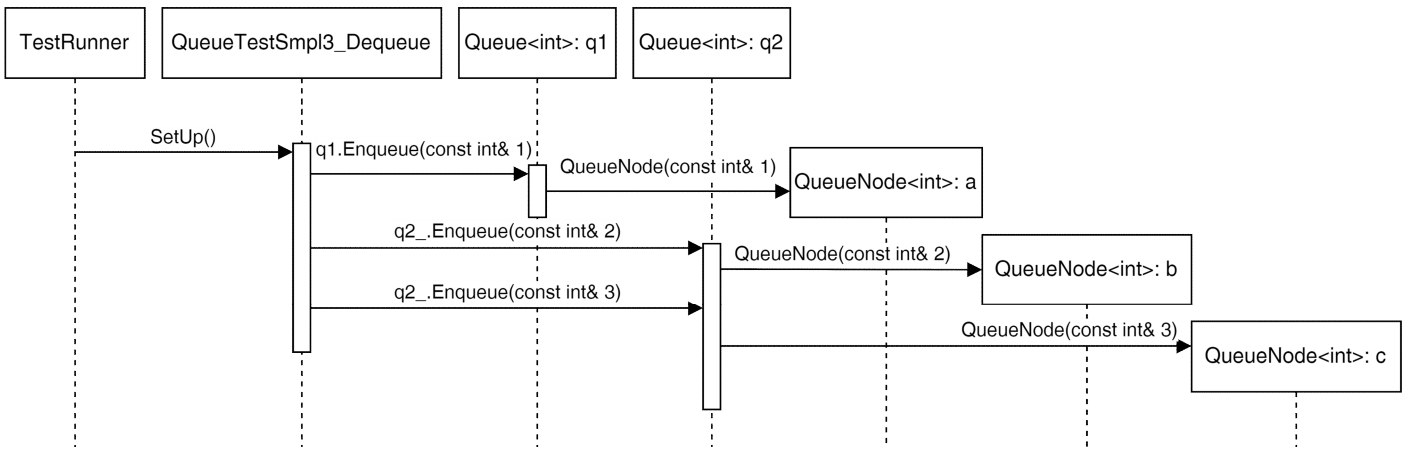 TestRunner
QueueTestSmpl3_Dequeue
Queue<int>: q1
Queue<int>: q2
SetUp()
q1.Enqueue(const int& 1)
QueueNode(const int& 1)
QueueNode<int>: a
q2_.Enqueue(const int& 2)
QueueNode(const int& 2)
QueueNode<int>: b
q2_.Enqueue(const int& 3)
QueueNode(const int& 3)
QueueNode<int>: c